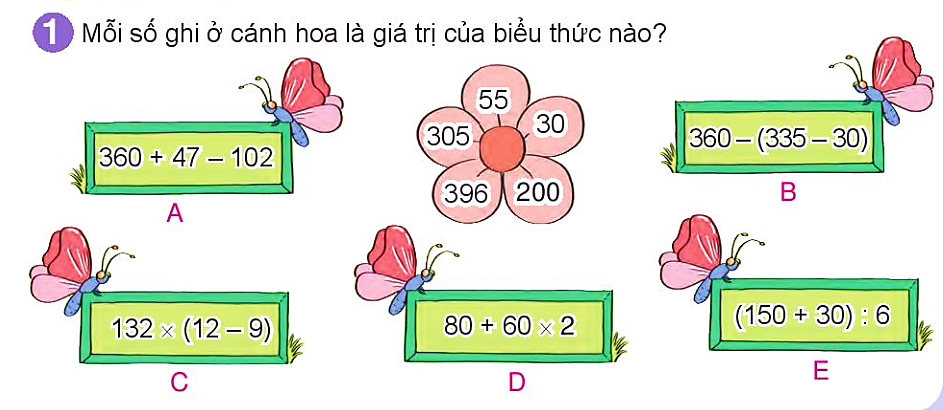 1 Mỗi số ghi ở cánh hoa là giá trị của biểu thức nào?
360 + 47 – 102
A
55
305
30
396
200
360 – (335 – 30)
B
132 × (12 – 9)
C
80 + 60 × 2
D
(150 + 30) : 6
E